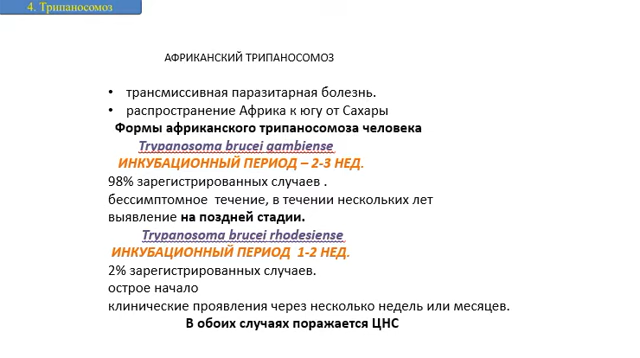 4. Трипаносомоз
АФРИКАНСКИЙ ТРИПАНОСОМОЗ
• трансмиссивная паразитарная болезнь.
• распространение Африка к югу от Сахары
Формы африканского трипаносомоза человека
Trypanosoma brucei gambiense
ИНКУБАЦИОННЫЙ ПЕРИОД – 2-3 НЕД.
98% зарегистрированных случаев .
бессимптомное течение, в течении нескольких лет
выявление на поздней стадии.
Trypanosoma brucei rhodesiense
ИНКУБАЦИОННЫЙ ПЕРИОД 1-2 НЕД.
2% зарегистрированных случаев.
острое начало
клинические проявления через несколько недель или месяцев.
В обоих случаях поражается ЦНС